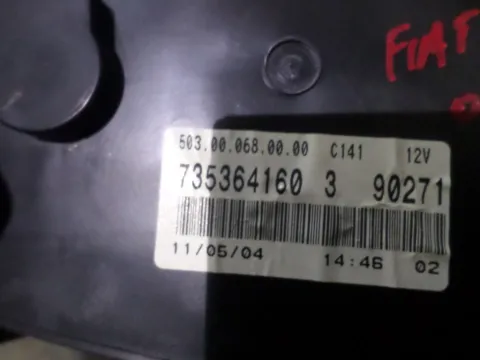 FIAT
503.00.068.00.00 C141 12V
735364160 3 90271
11/05/04 14:46 02